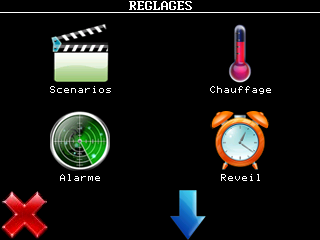 REGLAGES
Scenarios
Chauffage
Alarme
Reveil